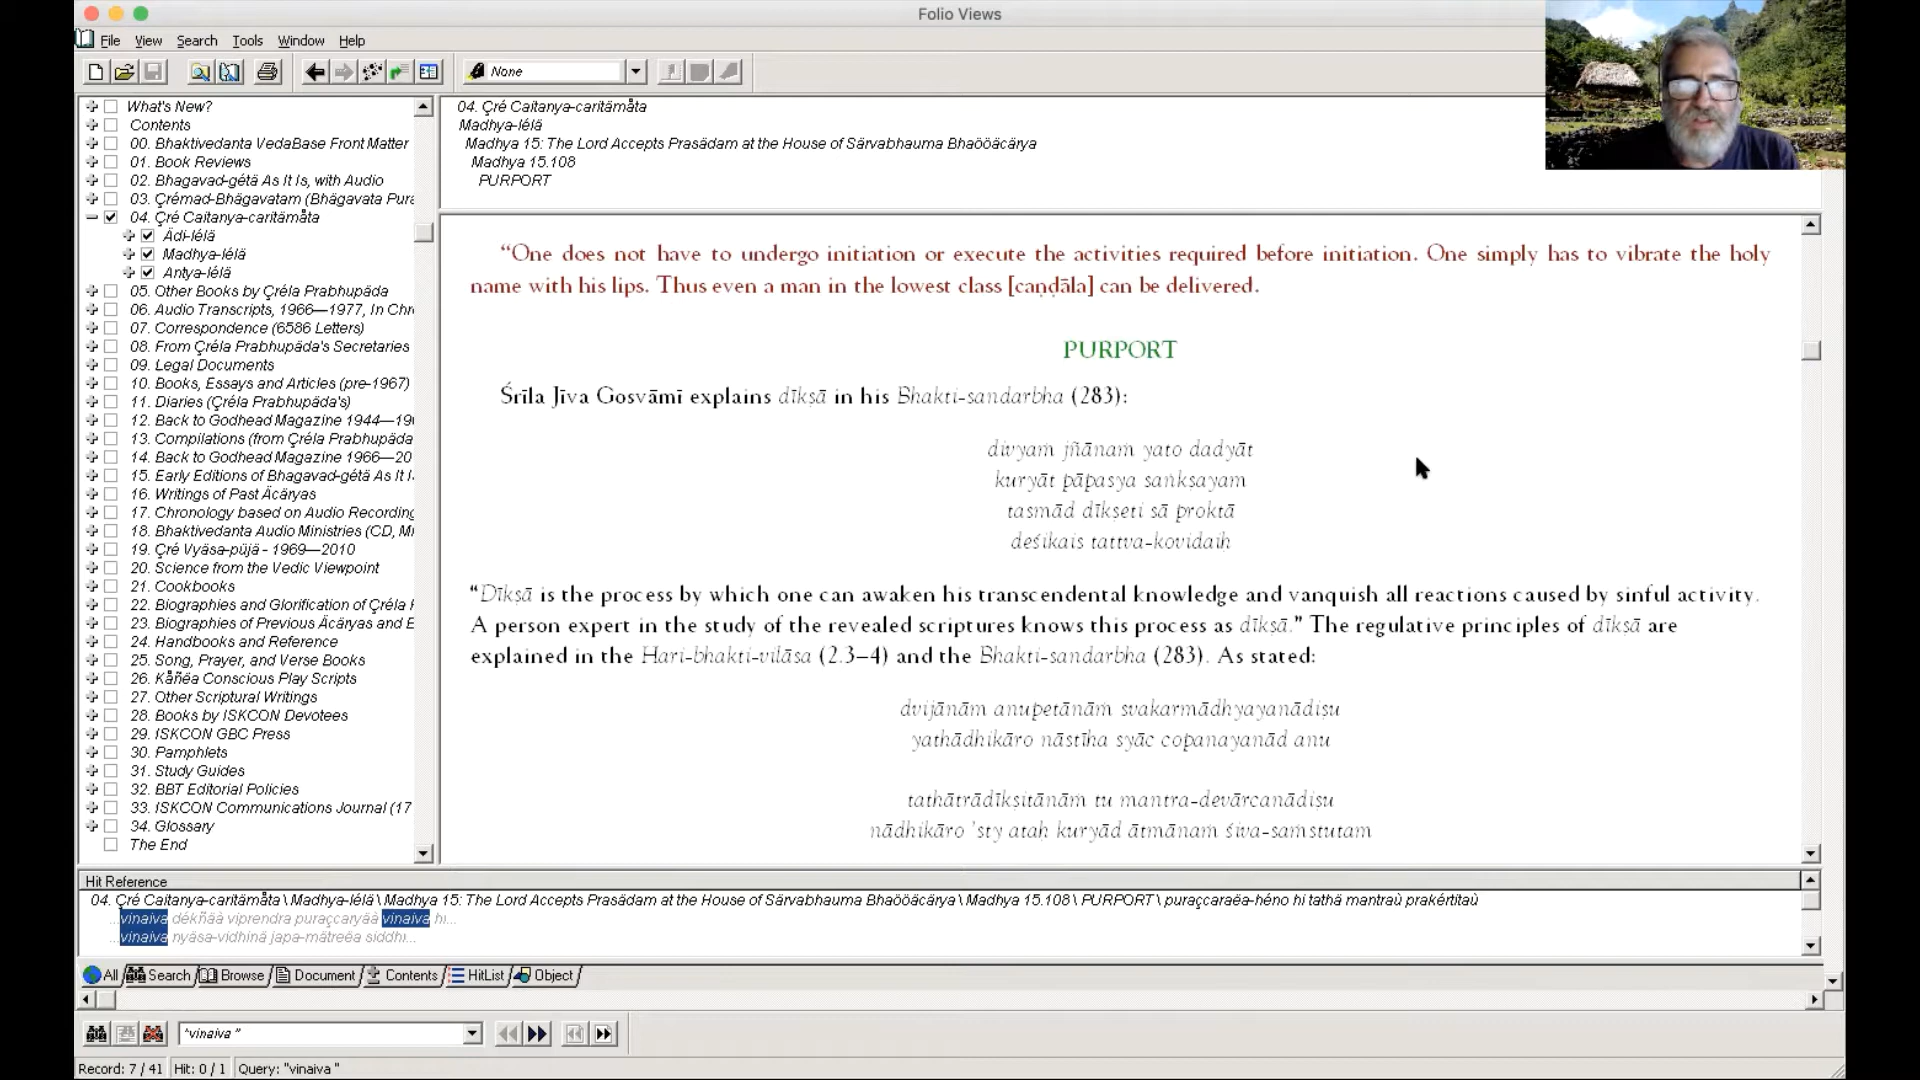 Folio Views
File View Search Tools Window Help
None
What's New?
Contents
00. Bhaktivedanta VedaBase Front Matter
01. Book Reviews
02. Bhagavad-gétä As It Is, with Audio
03. Çrémad-Bhägavatam (Bhägavata Pura
04. Çré Caitanya-caritämåta
Ädi-lélä
Madhya-lélä
Antya-lélä
05. Other Books by Çréla Prabhupäda
06. Audio Transcripts, 1966—1977, In Chr
07. Correspondence (6586 Letters)
08. From Çréla Prabhupäda's Secretaries
09. Legal Documents
10. Books, Essays and Articles (pre-1967)
11. Diaries (Çréla Prabhupäda's)
12. Back to Godhead Magazine 1944—19
13. Compilations (from Çréla Prabhupäda
14. Back to Godhead Magazine 1966—20
15. Early Editions of Bhagavad-gétä As It I
16. Writings of Past Äcäryas
17. Chronology based on Audio Recording
18. Bhaktivedanta Audio Ministries (CD, M
19. Çré Vyäsa-püjä - 1969—2010
20. Science from the Vedic Viewpoint
21. Cookbooks
22. Biographies and Glorification of Çréla
23. Biographies of Previous Äcäryas and E
24. Handbooks and Reference
25. Song, Prayer, and Verse Books
26. Kåñëa Conscious Play Scripts
27. Other Scriptural Writings
28. Books by ISKCON Devotees
29. ISKCON GBC Press
30. Pamphlets
31. Study Guides
32. BBT Editorial Policies
33. ISKCON Communications Journal (17
34. Glossary
The End
04. Çré Caitanya-caritämåta
Madhya-lélä
Madhya 15: The Lord Accepts Prasädam at the House of Särvabhauma Bhaööäcärya
Madhya 15.108
PURPORT
“One does not have to undergo initiation or execute the activities required before initiation. One simply has to vibrate the holy
name with his lips. Thus even a man in the lowest class [caṇḍāla] can be delivered.
PURPORT
Śrīla Jīva Gosvāmī explains dīkṣā in his Bhakti-sandarbha (283):
divyaṁ jñānaṁ yato dadyāt
kuryāt pāpasya saṅkṣayam
tasmād dīkṣeti sā proktā
deśikais tattva-kovidaiḥ
“Dīkṣā is the process by which one can awaken his transcendental knowledge and vanquish all reactions caused by sinful activity.
A person expert in the study of the revealed scriptures knows this process as dīkṣā.” The regulative principles of dīkṣā are
explained in the Hari-bhakti-vilāsa (2.3–4) and the Bhakti-sandarbha (283). As stated:
dvijānām anupetānāṁ svakarmādhyayanādiṣu
yathādhikāro nāstīha syāc copanayanād anu
tathātrādīkṣitānāṁ tu mantra-devārcanādiṣu
nādhikāro ’sty ataḥ kuryād ātmānaṁ śiva-saṁstutam
Hit Reference
04. Çré Caitanya-caritämåta \ Madhya-lélä \ Madhya 15: The Lord Accepts Prasädam at the House of Särvabhauma Bhaööäcärya \ Madhya 15.108 \ PURPORT \ puraçcaraëa-héno hi tathä mantraù prakértitaù
...vinaiva dékñäà viprendra puraçcaryäà vinaiva hi...
...vinaiva nyäsa-vidhinä japa-mätreëa siddhi...
All Search Browse Document Contents HitList Object
"vinaiva "
Record: 7 / 41 Hit: 0 / 1 Query: "vinaiva "